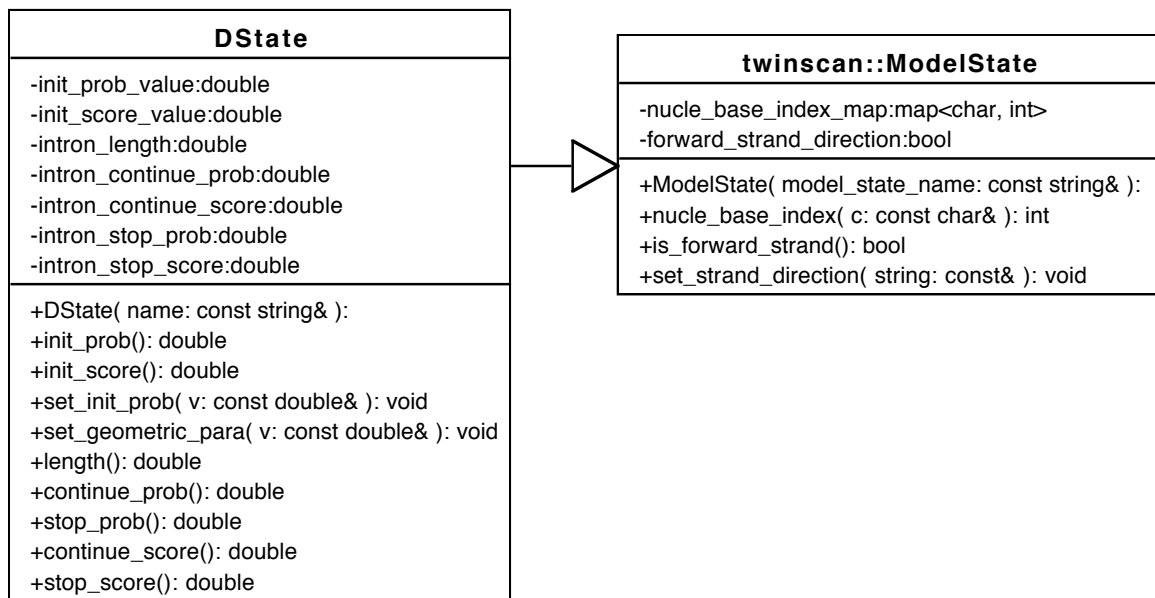 DState
-init_prob_value:double
-init_score_value:double
-intron_length:double
-intron_continue_prob:double
-intron_continue_score:double
-intron_stop_prob:double
-intron_stop_score:double
+DState( name: const string& ):
+init_prob(): double
+init_score(): double
+set_init_prob( v: const double& ): void
+set_geometric_para( v: const double& ): void
+length(): double
+continue_prob(): double
+stop_prob(): double
+continue_score(): double
+stop_score(): double
twinscan::ModelState
-nucle_base_index_map:map<char, int>
-forward_strand_direction:bool
+ModelState( model_state_name: const string& ):
+nucle_base_index( c: const char& ): int
+is_forward_strand(): bool
+set_strand_direction( string: const& ): void